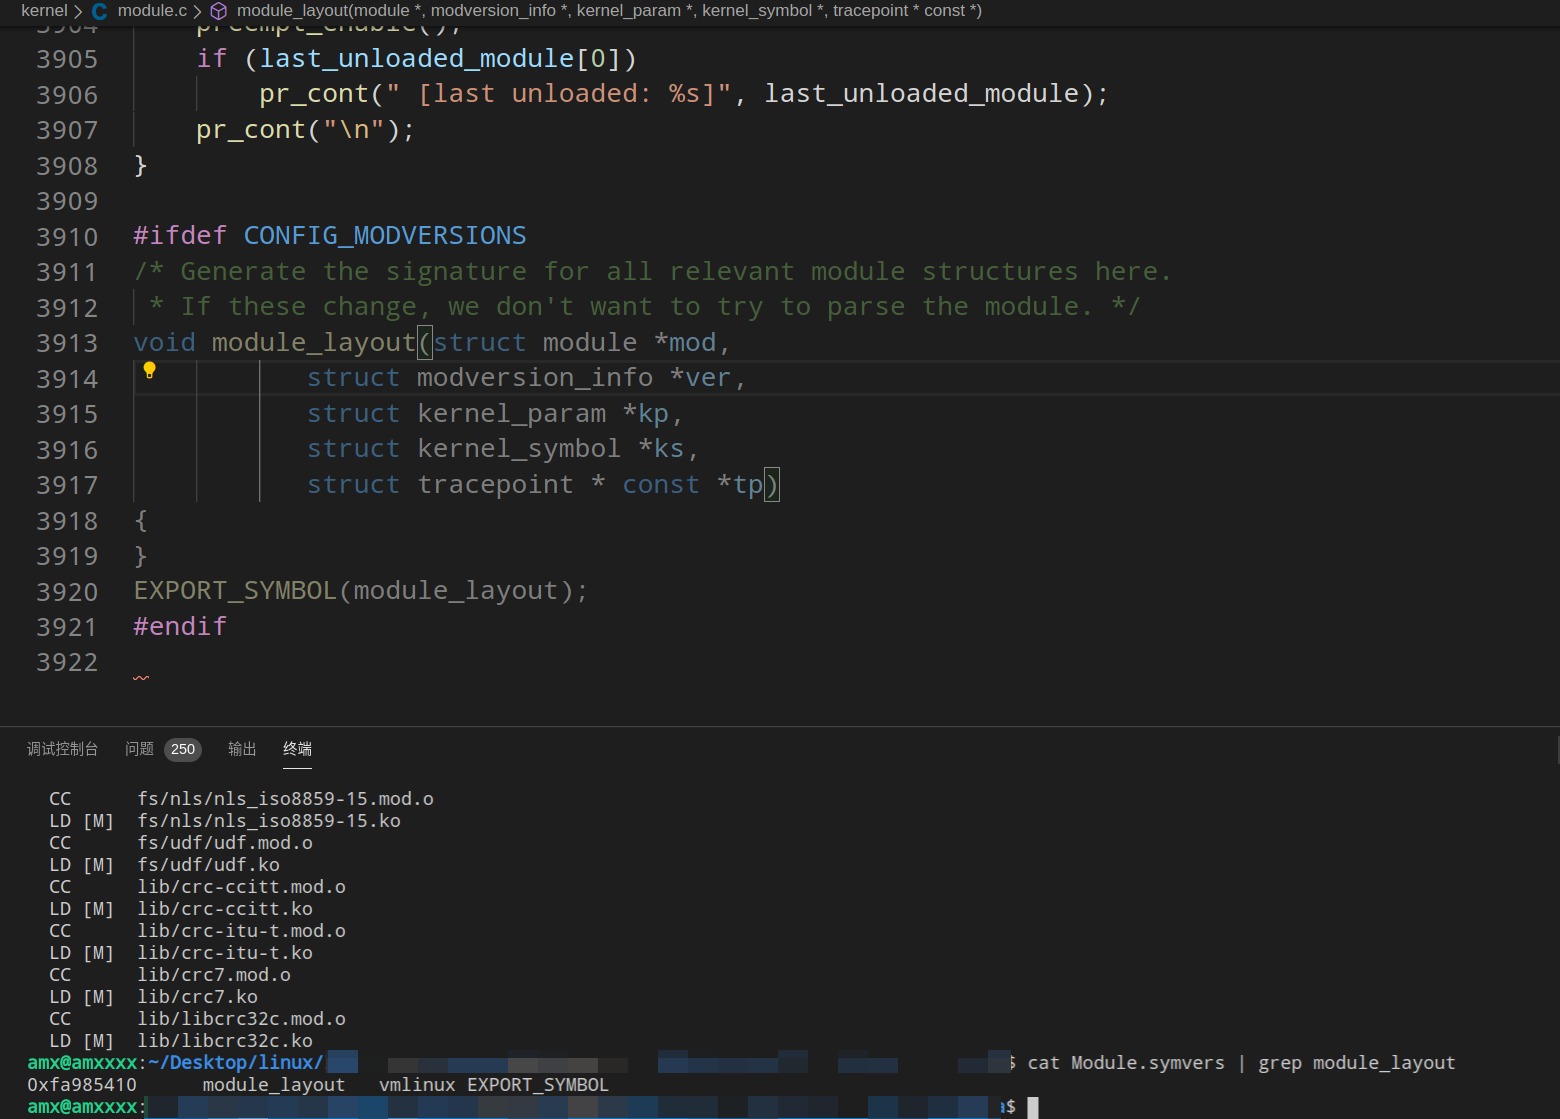 kernel > C module.c > module_layout(module *, modversion_info *, kernel_param *, kernel_symbol *, tracepoint * const *)
3904 preempt_enable();
3905 if (last_unloaded_module[0])
3906 pr_cont(" [last unloaded: %s]", last_unloaded_module);
3907 pr_cont("\n");
3908 }
3909
3910 #ifdef CONFIG_MODVERSIONS
3911 /* Generate the signature for all relevant module structures here.
3912 * If these change, we don't want to try to parse the module. */
3913 void module_layout(struct module *mod,
3914 struct modversion_info *ver,
3915 struct kernel_param *kp,
3916 struct kernel_symbol *ks,
3917 struct tracepoint * const *tp)
3918 {
3919 }
3920 EXPORT_SYMBOL(module_layout);
3921 #endif
3922
调试控制台 问题 250 输出 终端
CC fs/nls/nls_iso8859-15.mod.o
LD [M] fs/nls/nls_iso8859-15.ko
CC fs/udf/udf.mod.o
LD [M] fs/udf/udf.ko
CC lib/crc-ccitt.mod.o
LD [M] lib/crc-ccitt.ko
CC lib/crc-itu-t.mod.o
LD [M] lib/crc-itu-t.ko
CC lib/crc7.mod.o
LD [M] lib/crc7.ko
CC lib/libcrc32c.mod.o
LD [M] lib/libcrc32c.ko
amx@amxxxx:~/Desktop/linux/ $ cat Module.symvers | grep module_layout
0xfa985410 module_layout vmlinux EXPORT_SYMBOL
amx@amxxxx: $